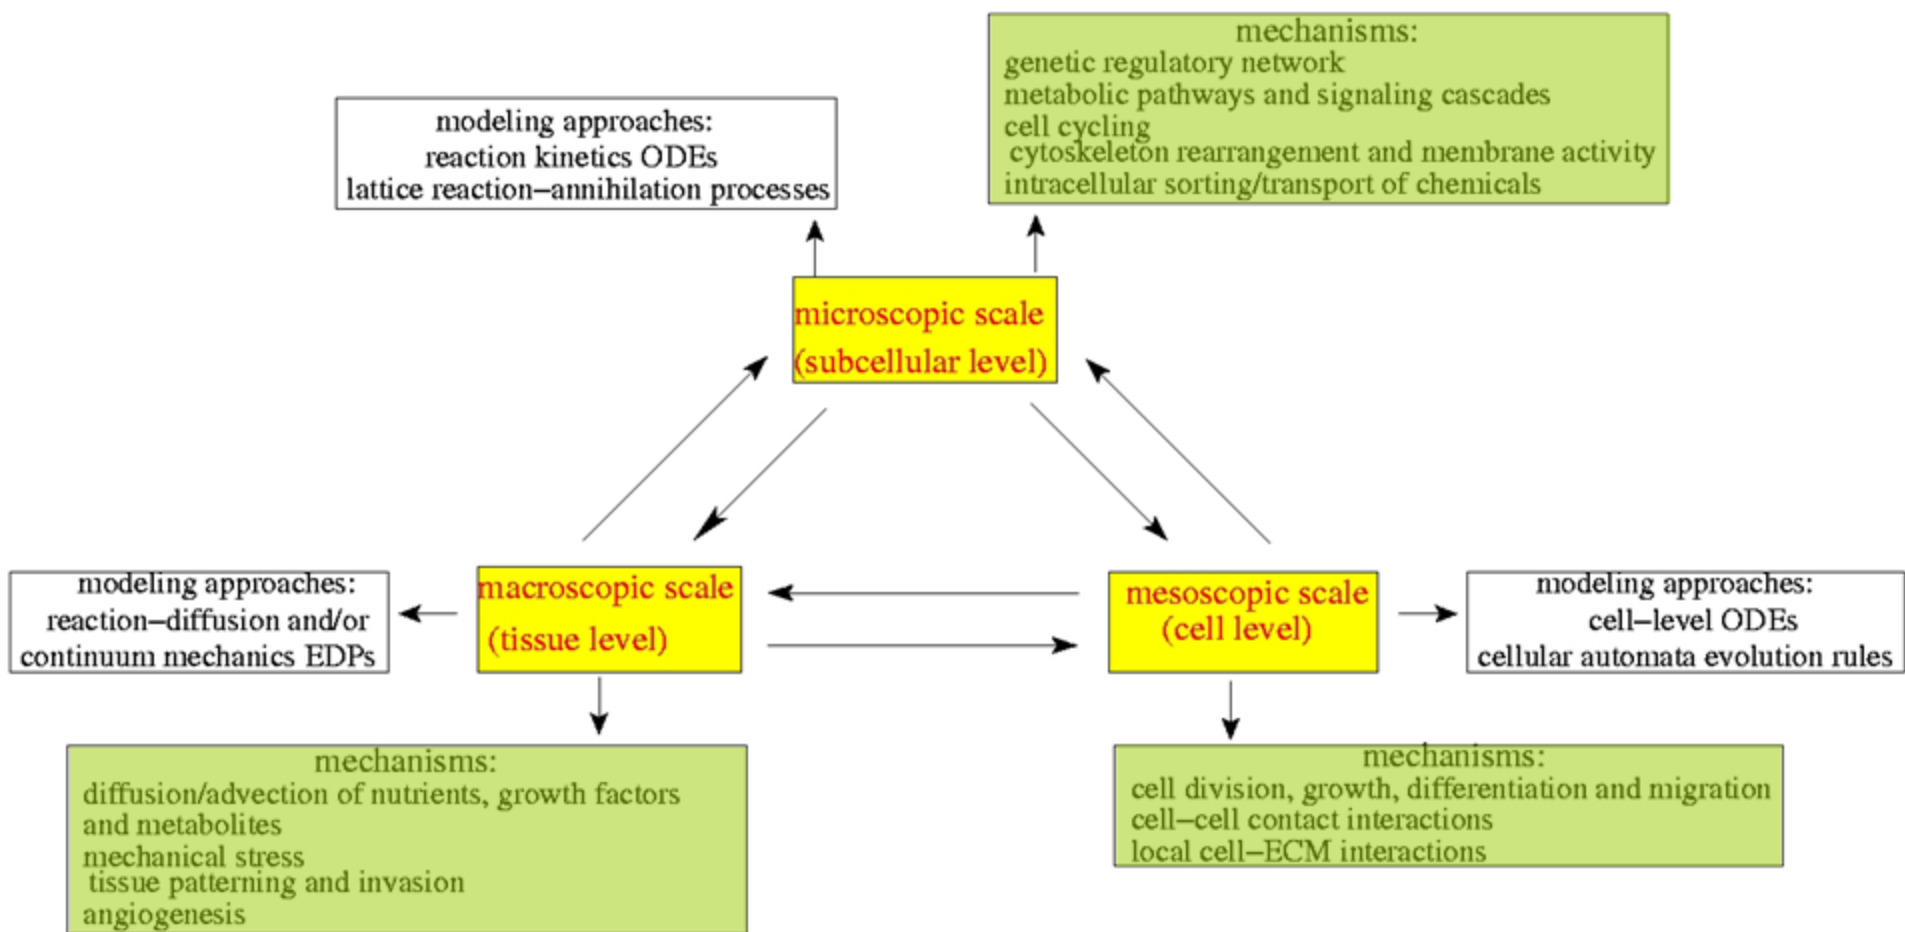 mechanisms:
genetic regulatory network
metabolic pathways and signaling cascades
cell cycling
cytoskeleton rearrangement and membrane activity
intracellular sorting/transport of chemicals
modeling approaches:
reaction kinetics ODEs
lattice reaction–annihilation processes
microscopic scale
(subcellular level)
modeling approaches:
reaction–diffusion and/or
continuum mechanics EDPs
macroscopic scale
(tissue level)
mesoscopic scale
(cell level)
modeling approaches:
cell–level ODEs
cellular automata evolution rules
mechanisms:
diffusion/advection of nutrients, growth factors
and metabolites
mechanical stress
tissue patterning and invasion
angiogenesis
mechanisms:
cell division, growth, differentiation and migration
cell–cell contact interactions
local cell–ECM interactions